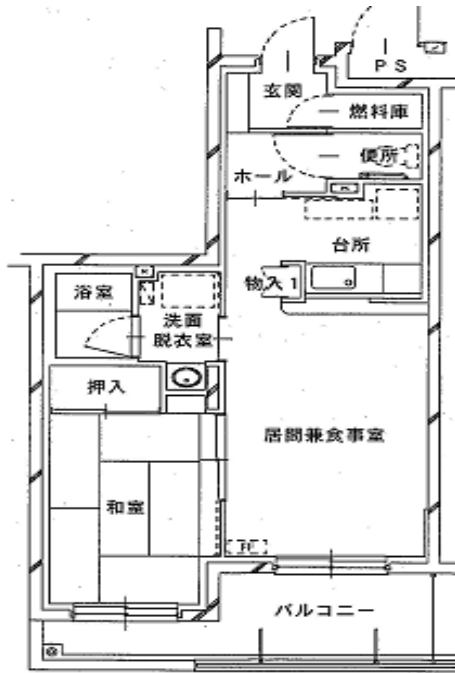 PS
玄関
燃料庫
便所
ホール
台所
物入1
浴室
洗面
脱衣室
押入
居間兼食事室
和室
FF
バルコニー